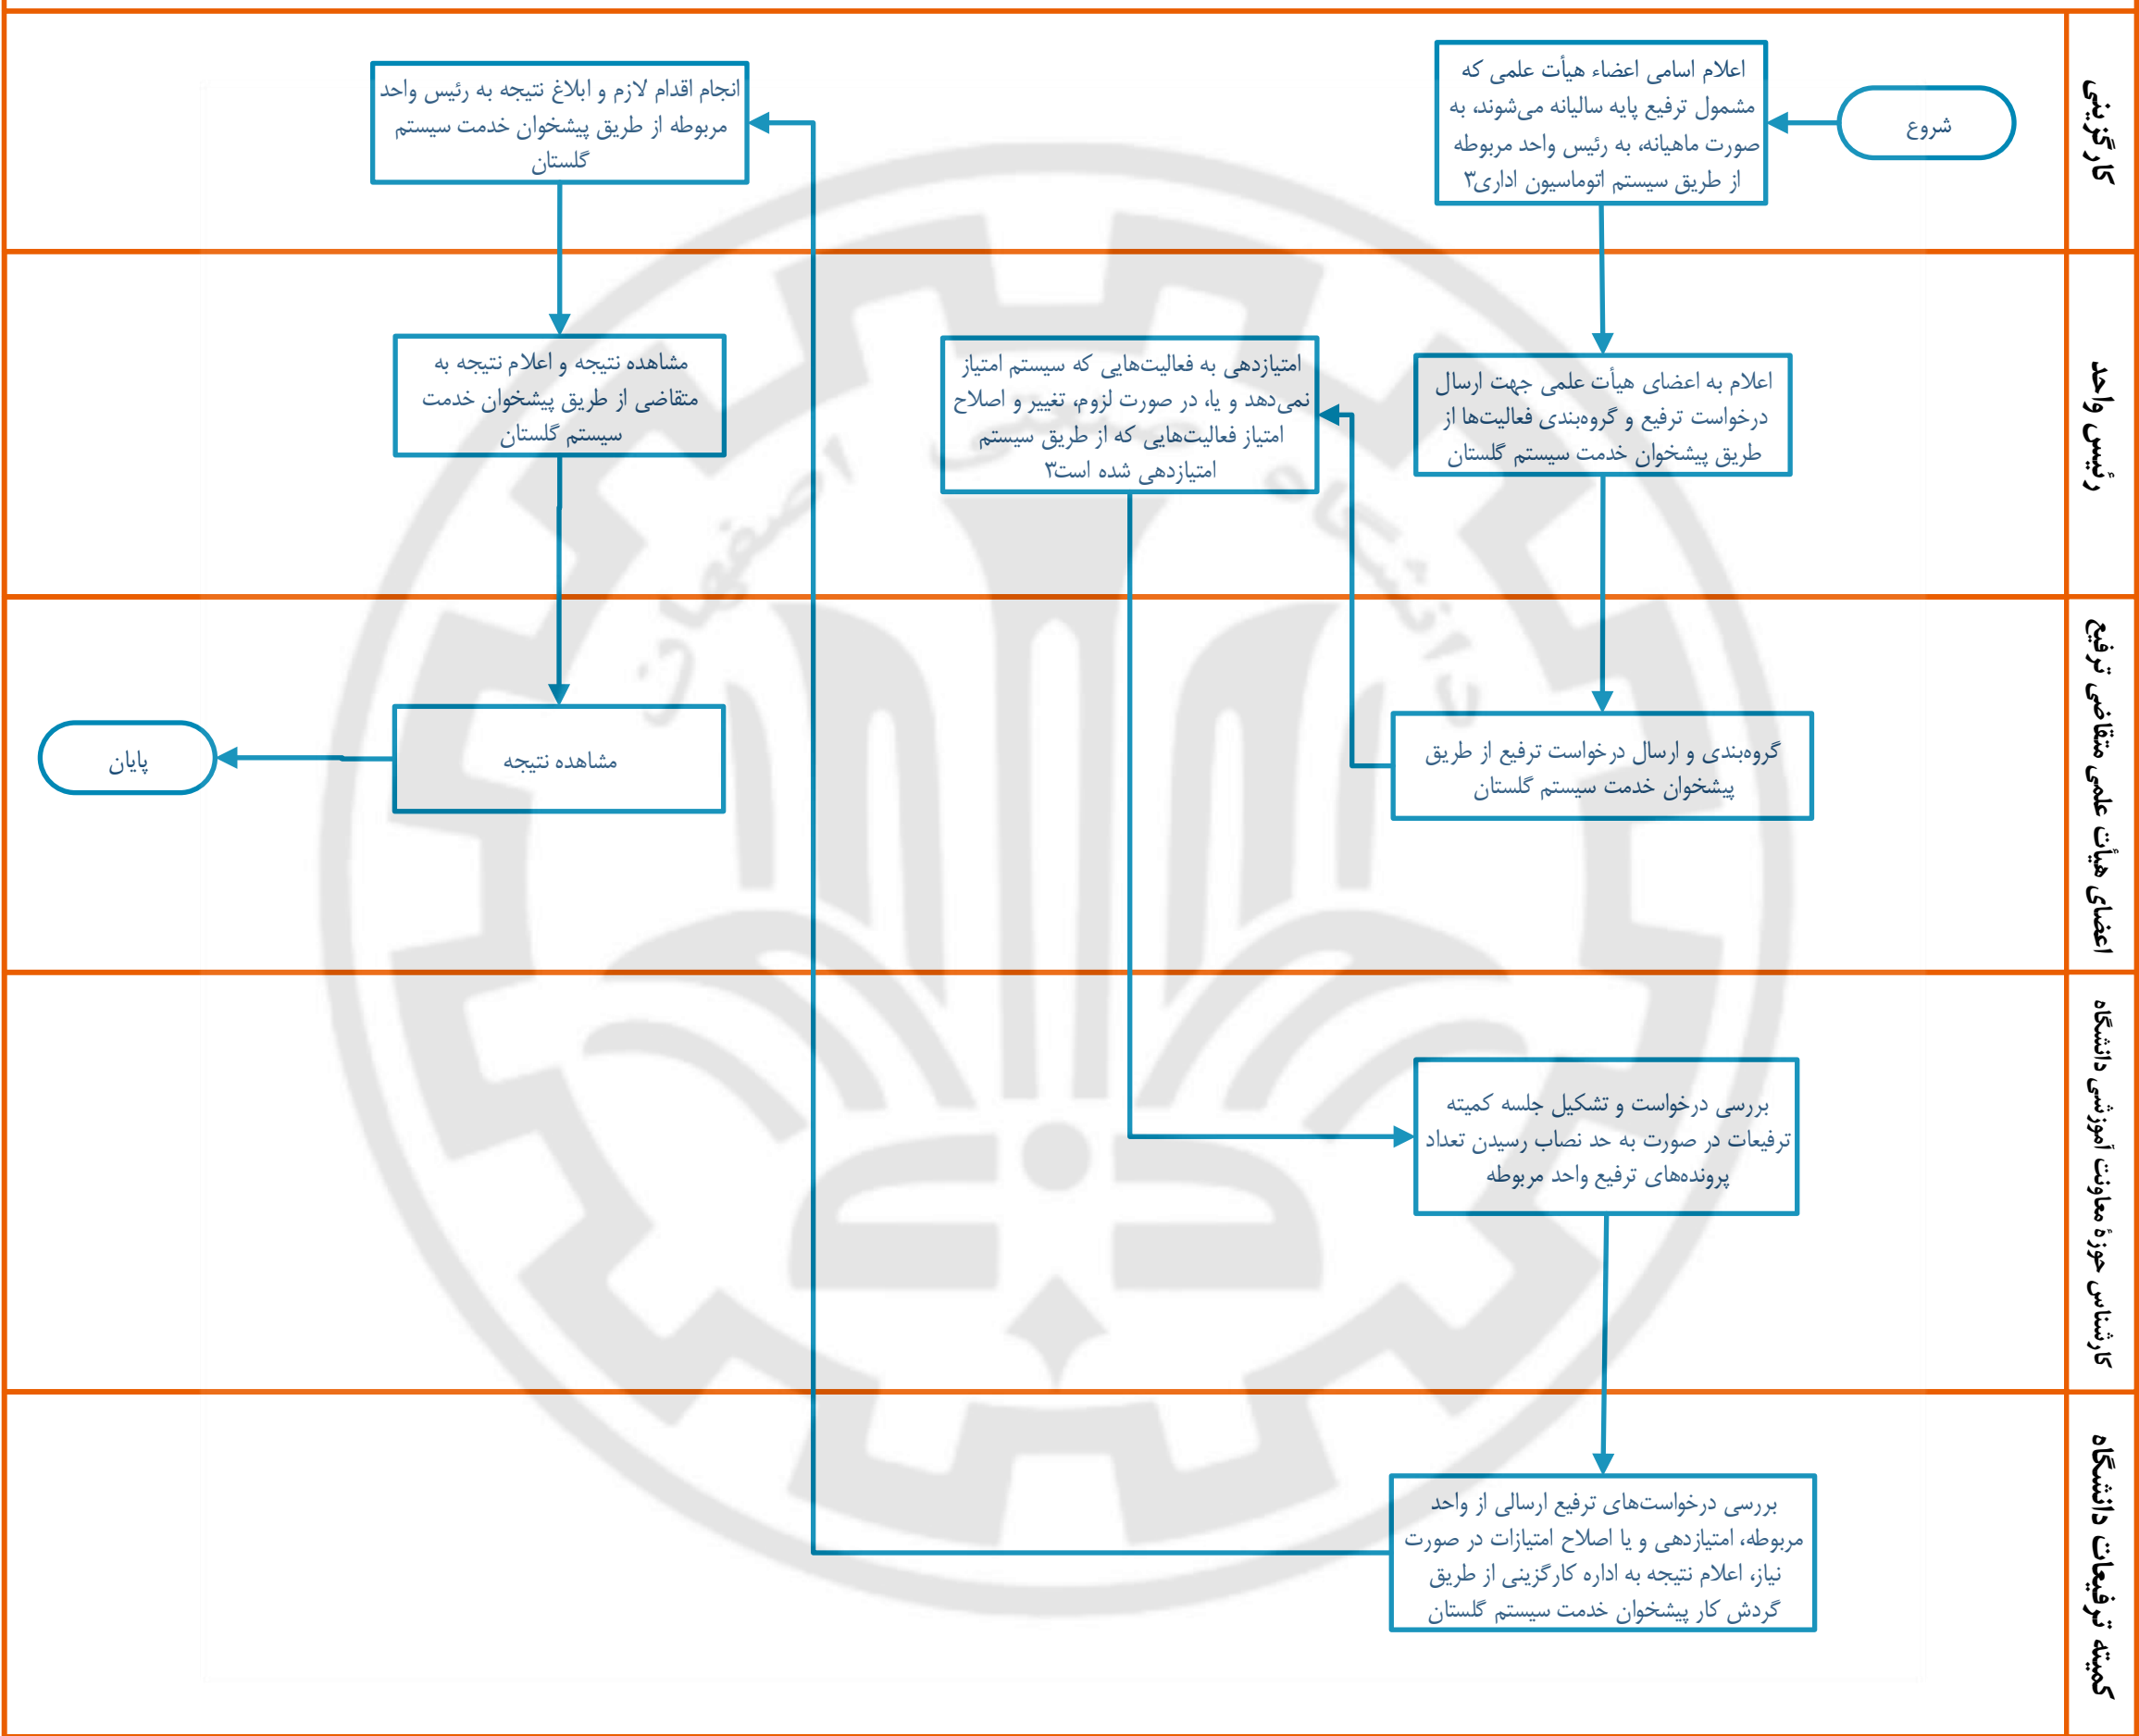 کارگزینی
شروع
اعلام اسامی اعضاء هیأت علمی که
مشمول ترفیع پایه سالیانه می‌شوند، به
صورت ماهیانه، به رئیس واحد مربوطه
از طریق سیستم اتوماسیون اداری۳
انجام اقدام لازم و ابلاغ نتیجه به رئیس واحد
مربوطه از طریق پیشخوان خدمت سیستم
گلستان
رئیس واحد
اعلام به اعضای هیأت علمی جهت ارسال
درخواست ترفیع و گروه‌بندی فعالیت‌ها از
طریق پیشخوان خدمت سیستم گلستان
امتیازدهی به فعالیت‌هایی که سیستم امتیاز
نمی‌دهد و یا، در صورت لزوم، تغییر و اصلاح
امتیاز فعالیت‌هایی که از طریق سیستم
امتیازدهی شده است۳
مشاهده نتیجه و اعلام نتیجه به
متقاضی از طریق پیشخوان خدمت
سیستم گلستان
اعضای هیأت علمی متقاضی ترفیع
گروه‌بندی و ارسال درخواست ترفیع از طریق
پیشخوان خدمت سیستم گلستان
مشاهده نتیجه
پایان
کارشناس حوزهٔ معاونت آموزشی دانشگاه
بررسی درخواست و تشکیل جلسه کمیته
ترفیعات در صورت به حد نصاب رسیدن تعداد
پرونده‌های ترفیع واحد مربوطه
کمیته ترفیعات دانشگاه
بررسی درخواست‌های ترفیع ارسالی از واحد
مربوطه، امتیازدهی و یا اصلاح امتیازات در صورت
نیاز، اعلام نتیجه به اداره کارگزینی از طریق
گردش کار پیشخوان خدمت سیستم گلستان
دانشگاه صنعتی اصفهان